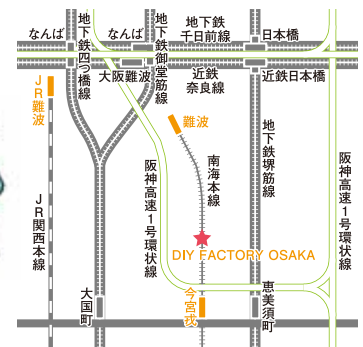 なんば
地下鉄四つ橋線
なんば
地下鉄御堂筋線
地下鉄
千日前線
日本橋
大阪難波
近鉄
奈良線
近鉄日本橋
JR難波
難波
地下鉄堺筋線
阪神高速1号環状線
南海本線
阪神高速1号環状線
JR関西本線
DIY FACTORY OSAKA
大国町
今宮戎
恵美須町